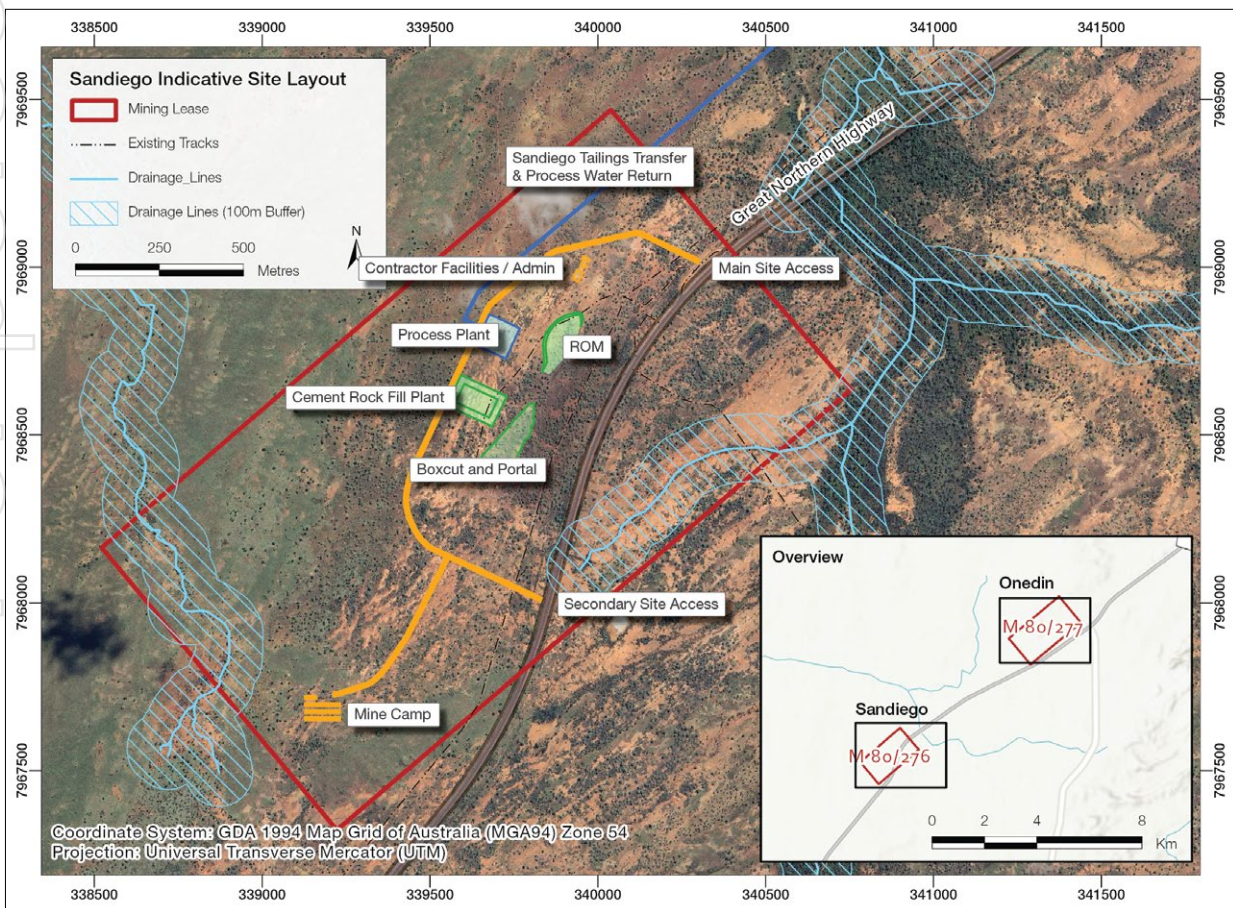 338500 339000 339500 340000 340500 341000 341500
7969500
7969000
7968500
7968000
7967500
Sandiego Indicative Site Layout
Mining Lease
Existing Tracks
Drainage_Lines
Drainage Lines (100m Buffer)
0 250 500
Metres
N
Sandiego Tailings Transfer
& Process Water Return
Great Northern Highway
Contractor Facilities / Admin
Main Site Access
Process Plant
ROM
Cement Rock Fill Plant
Boxcut and Portal
Secondary Site Access
Mine Camp
Overview
Onedin
M 80/277
Sandiego
M 80/276
0 2 4 8
Km
Coordinate System: GDA 1994 Map Grid of Australia (MGA94) Zone 54
Projection: Universal Transverse Mercator (UTM)
7969500
7969000
7968500
7968000
7967500
338500 339000 339500 340000 340500 341000 341500